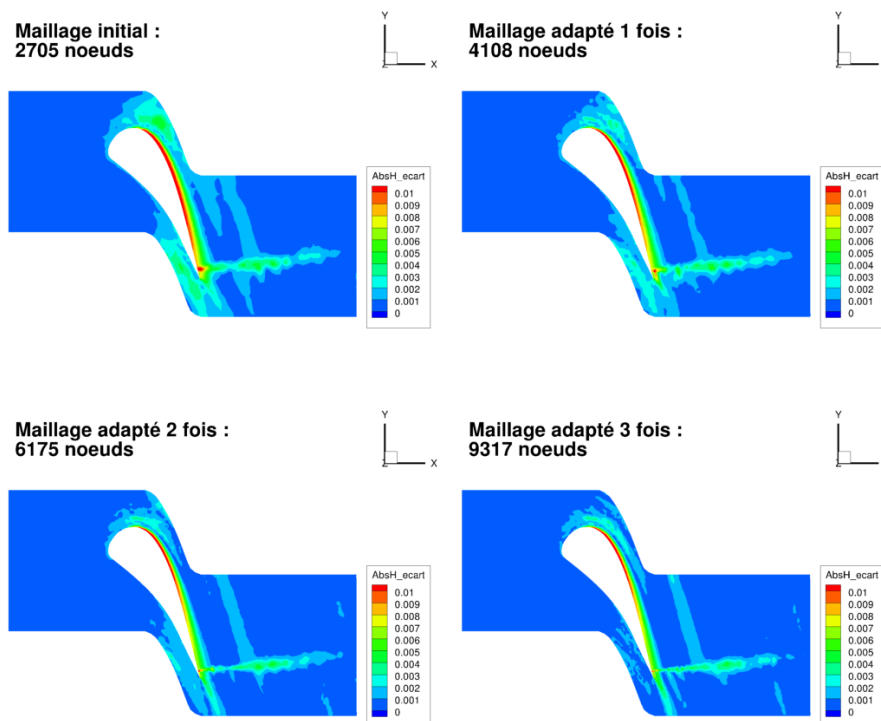 Maillage initial :
2705 noeuds
Y
Z
X
AbsH_ecart
0.01
0.009
0.008
0.007
0.006
0.005
0.004
0.003
0.002
0.001
0
Maillage adapté 1 fois :
4108 noeuds
Y
Z
AbsH_ecart
0.01
0.009
0.008
0.007
0.006
0.005
0.004
0.003
0.002
0.001
0
Maillage adapté 2 fois :
6175 noeuds
Y
Z
X
AbsH_ecart
0.01
0.009
0.008
0.007
0.006
0.005
0.004
0.003
0.002
0.001
0
Maillage adapté 3 fois :
9317 noeuds
Y
Z
AbsH_ecart
0.01
0.009
0.008
0.007
0.006
0.005
0.004
0.003
0.002
0.001
0